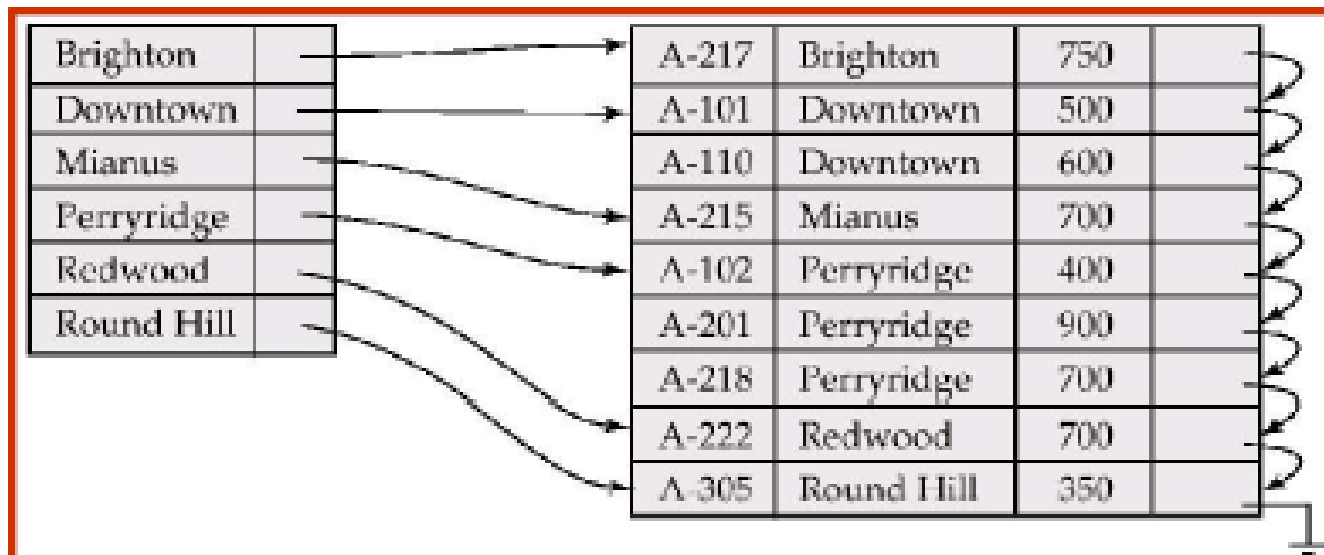 Brighton
Downtown
Mianus
Perryridge
Redwood
Round Hill
A-217 Brighton 750
A-101 Downtown 500
A-110 Downtown 600
A-215 Mianus 700
A-102 Perryridge 400
A-201 Perryridge 900
A-218 Perryridge 700
A-222 Redwood 700
A-305 Round Hill 350